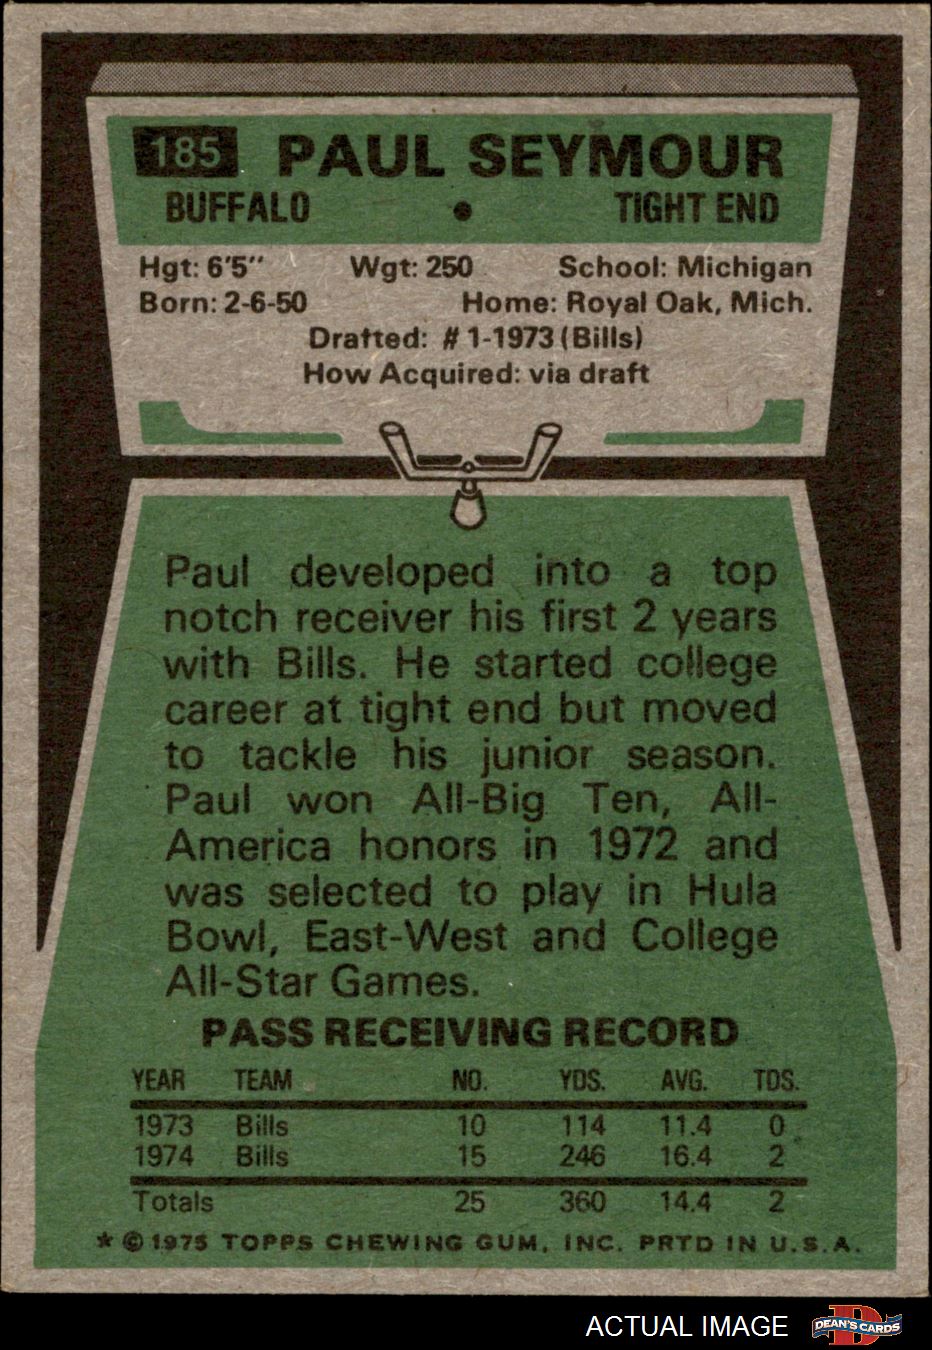 185 PAUL SEYMOUR
BUFFALO • TIGHT END
Hgt: 6'5" Wgt: 250 School: Michigan
Born: 2-6-50 Home: Royal Oak, Mich.
Drafted: #1-1973 (Bills)
How Acquired: via draft
Paul developed into a top
notch receiver his first 2 years
with Bills. He started college
career at tight end but moved
to tackle his junior season.
Paul won All-Big Ten, All-
America honors in 1972 and
was selected to play in Hula
Bowl, East-West and College
All-Star Games.
PASS RECEIVING RECORD
YEAR TEAM NO. YDS. AVG. TDS.
1973 Bills 10 114 11.4 0
1974 Bills 15 246 16.4 2
Totals 25 360 14.4 2
* © 1975 TOPPS CHEWING GUM, INC. PRTD IN U.S.A.
ACTUAL IMAGE DEAN'S CARDS